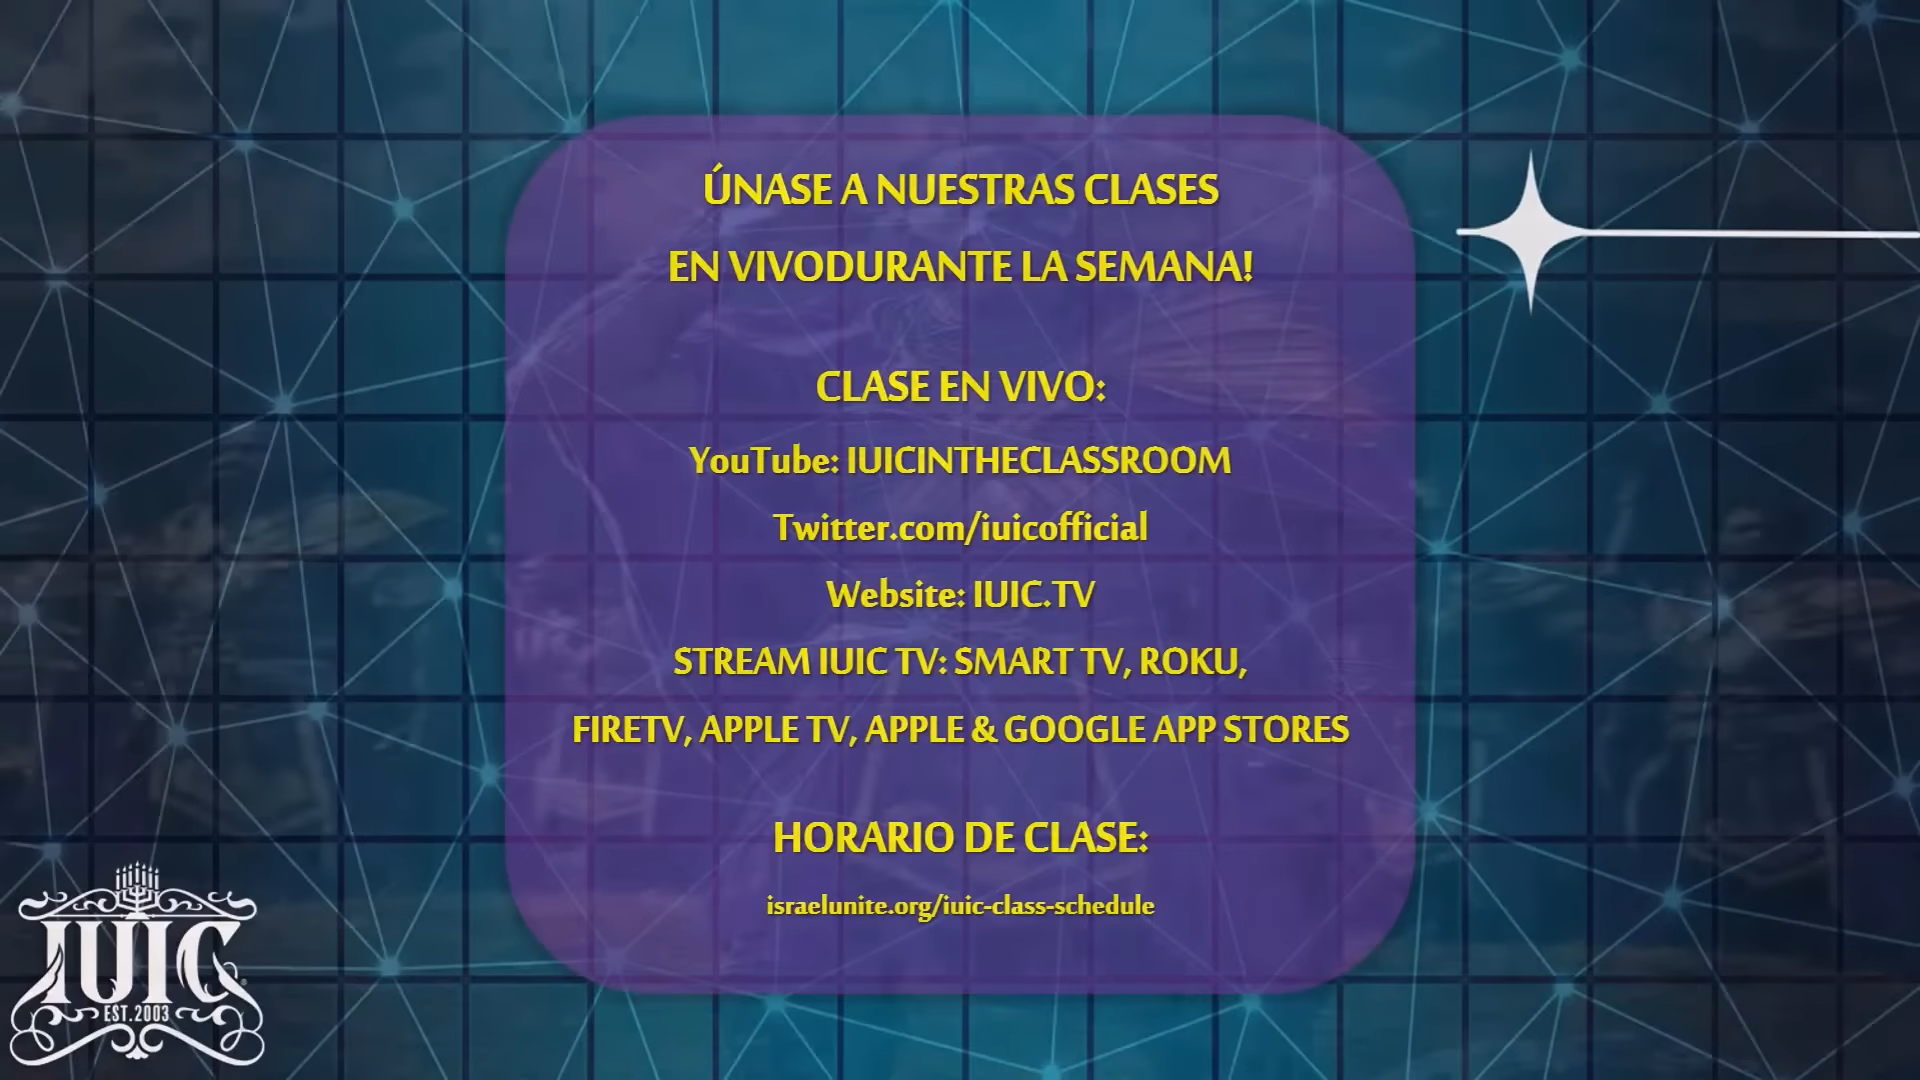 ÚNASE A NUESTRAS CLASES
EN VIVODURANTE LA SEMANA!
CLASE EN VIVO:
YouTube: IUICINTHECLASSROOM
Twitter.com/iuicofficial
Website: IUIC.TV
STREAM IUIC TV: SMART TV, ROKU,
FIRETV, APPLE TV, APPLE & GOOGLE APP STORES
HORARIO DE CLASE:
israelunite.org/iuic-class-schedule
IUIC
EST.2003